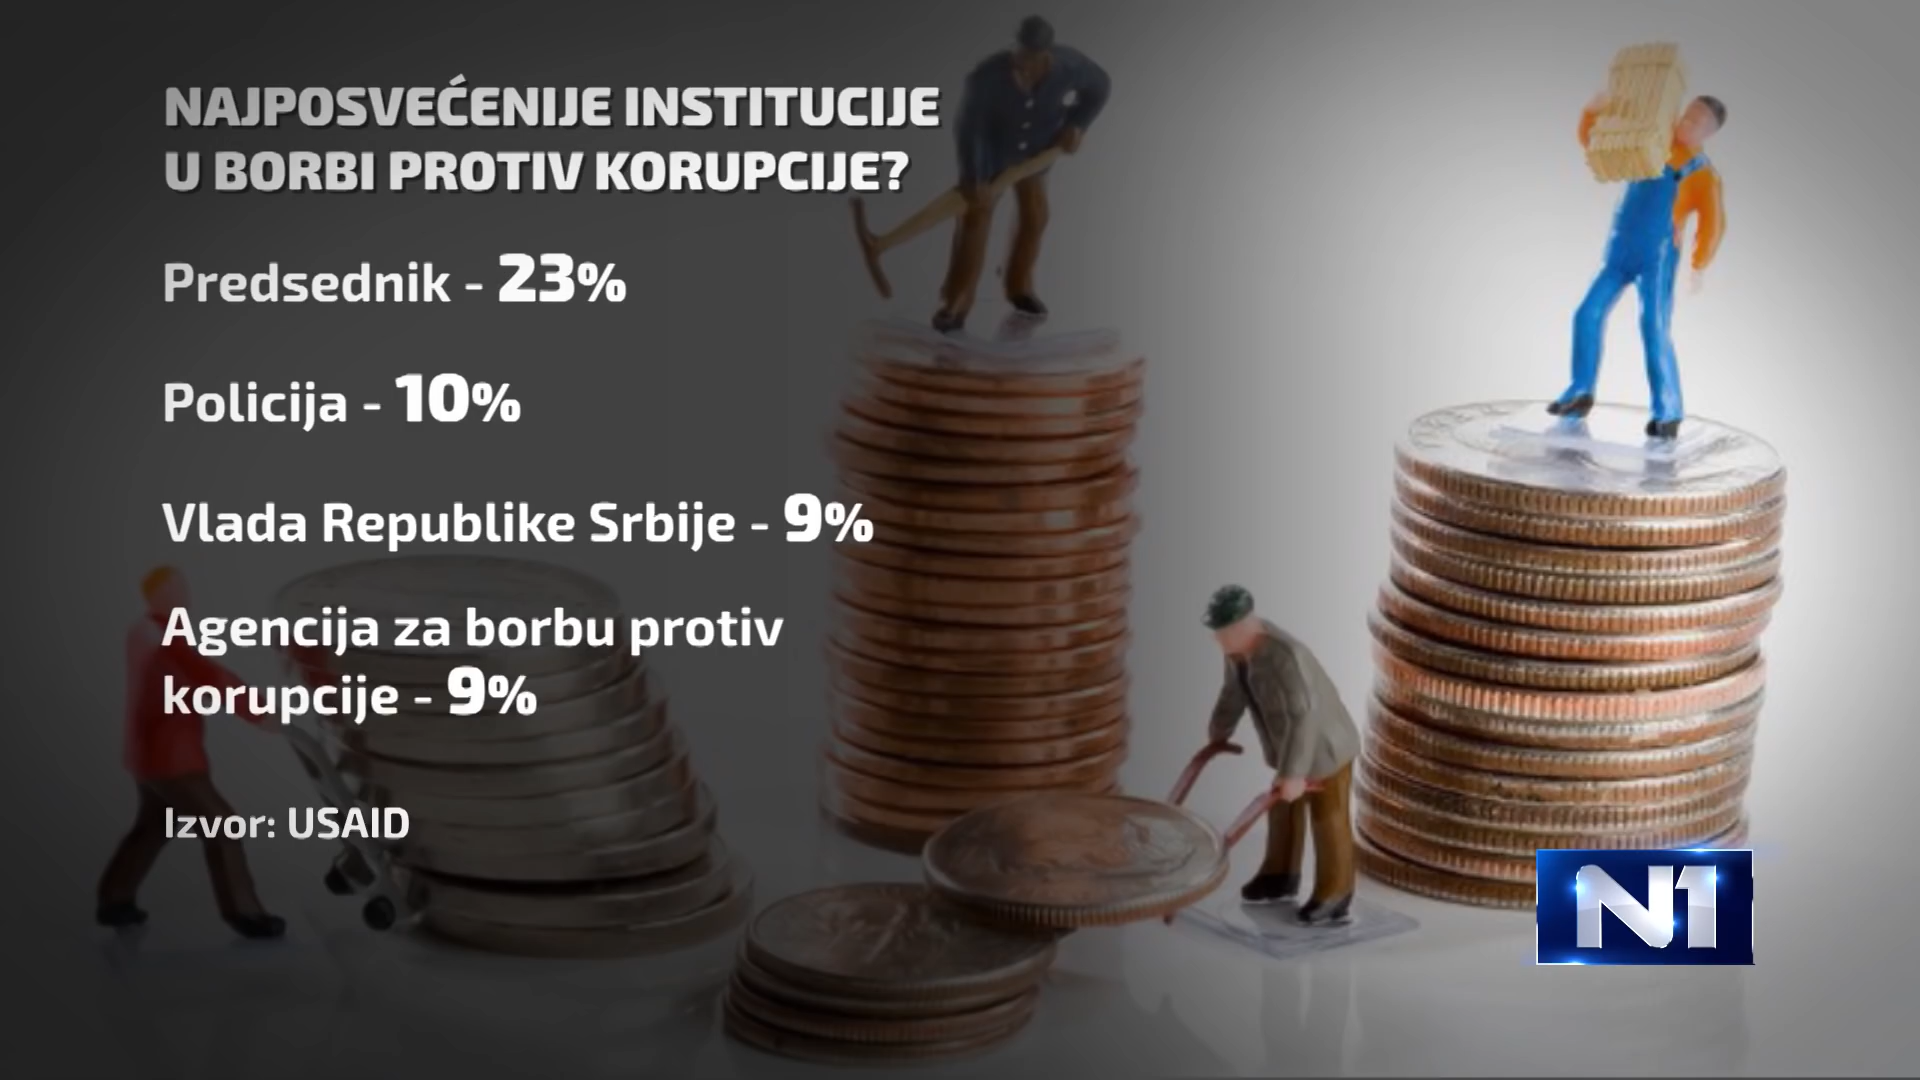 NAJPOSVEĆENIJE INSTITUCIJE
U BORBI PROTIV KORUPCIJE?
Predsednik - 23%
Policija - 10%
Vlada Republike Srbije - 9%
Agencija za borbu protiv
korupcije - 9%
Izvor: USAID
N1